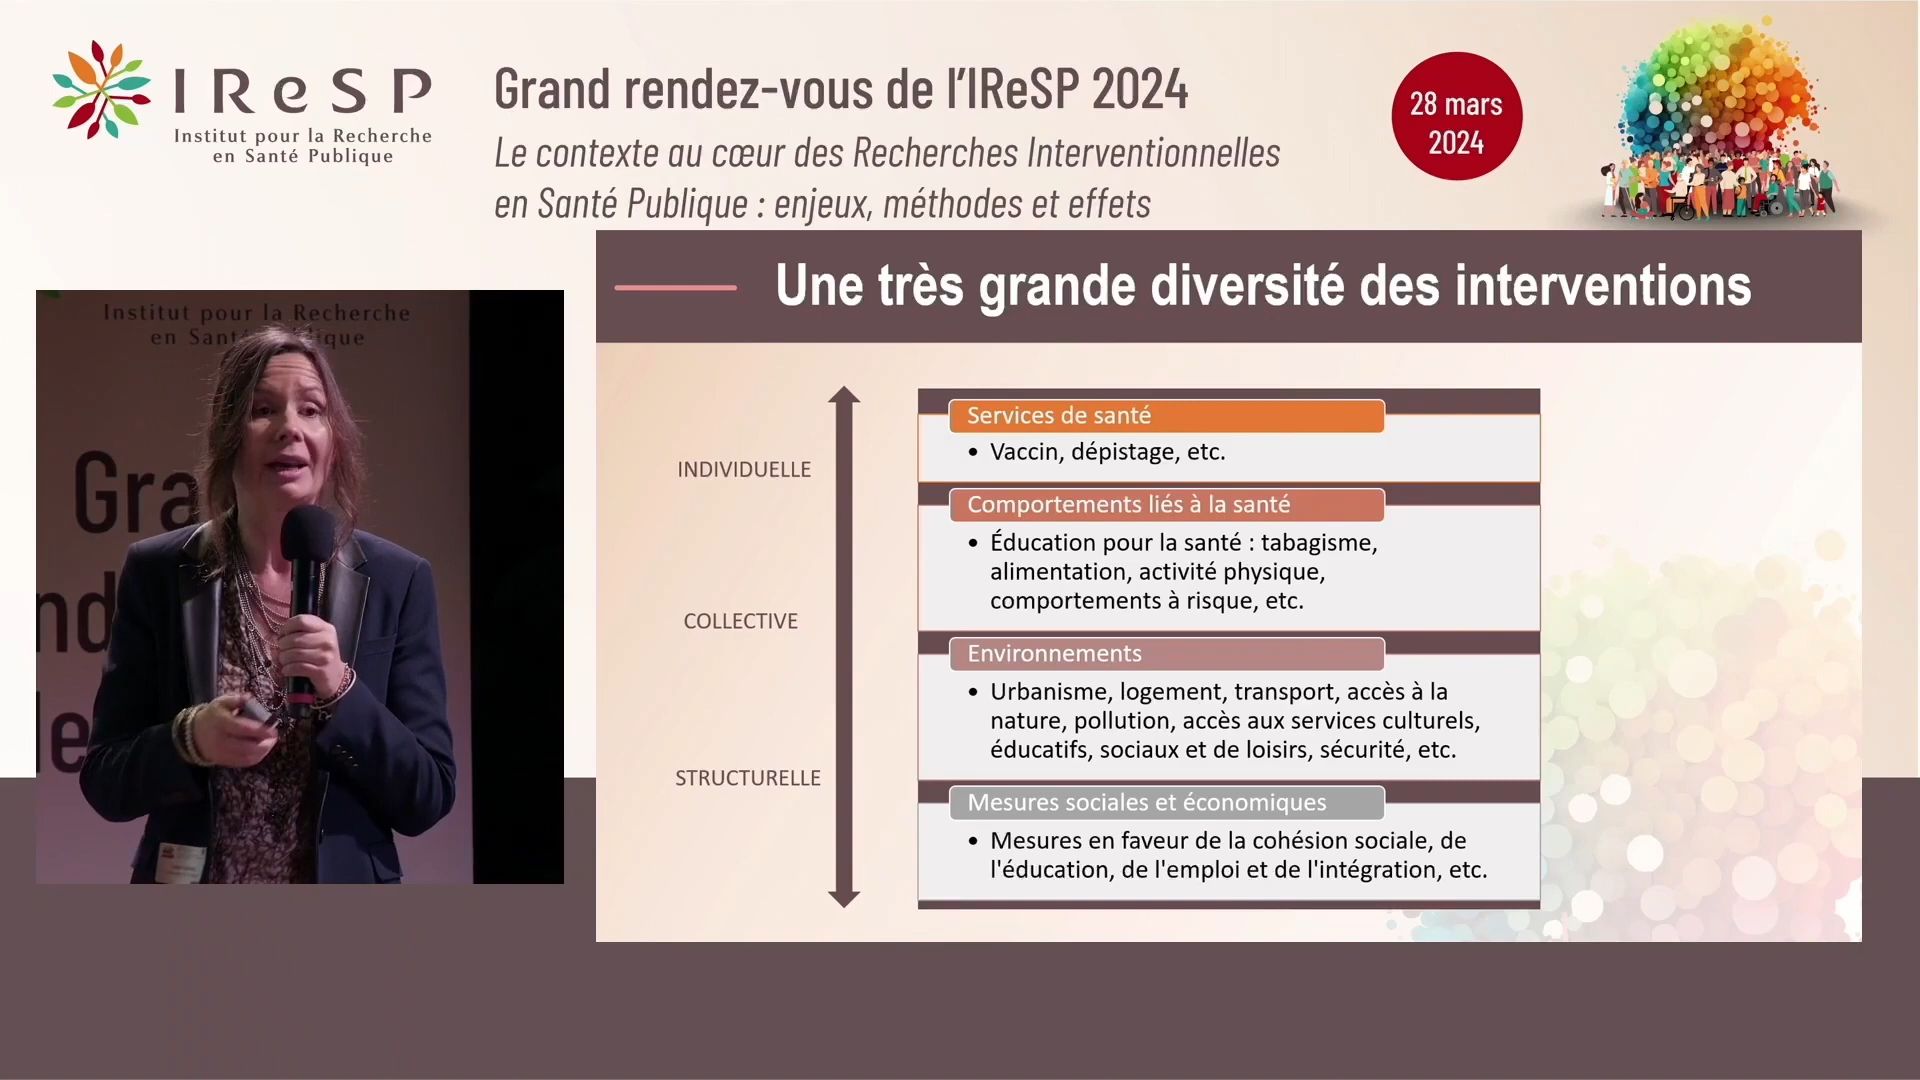 IReSP
Institut pour la Recherche
en Santé Publique
Grand rendez-vous de l'IReSP 2024
Le contexte au cœur des Recherches Interventionnelles
en Santé Publique : enjeux, méthodes et effets
28 mars
2024
Institut pour la Recherche
en Santé Publique
Gra
nd
le
Une très grande diversité des interventions
INDIVIDUELLE
COLLECTIVE
STRUCTURELLE
Services de santé
• Vaccin, dépistage, etc.
Comportements liés à la santé
• Éducation pour la santé : tabagisme,
alimentation, activité physique,
comportements à risque, etc.
Environnements
• Urbanisme, logement, transport, accès à la
nature, pollution, accès aux services culturels,
éducatifs, sociaux et de loisirs, sécurité, etc.
Mesures sociales et économiques
• Mesures en faveur de la cohésion sociale, de
l'éducation, de l'emploi et de l'intégration, etc.